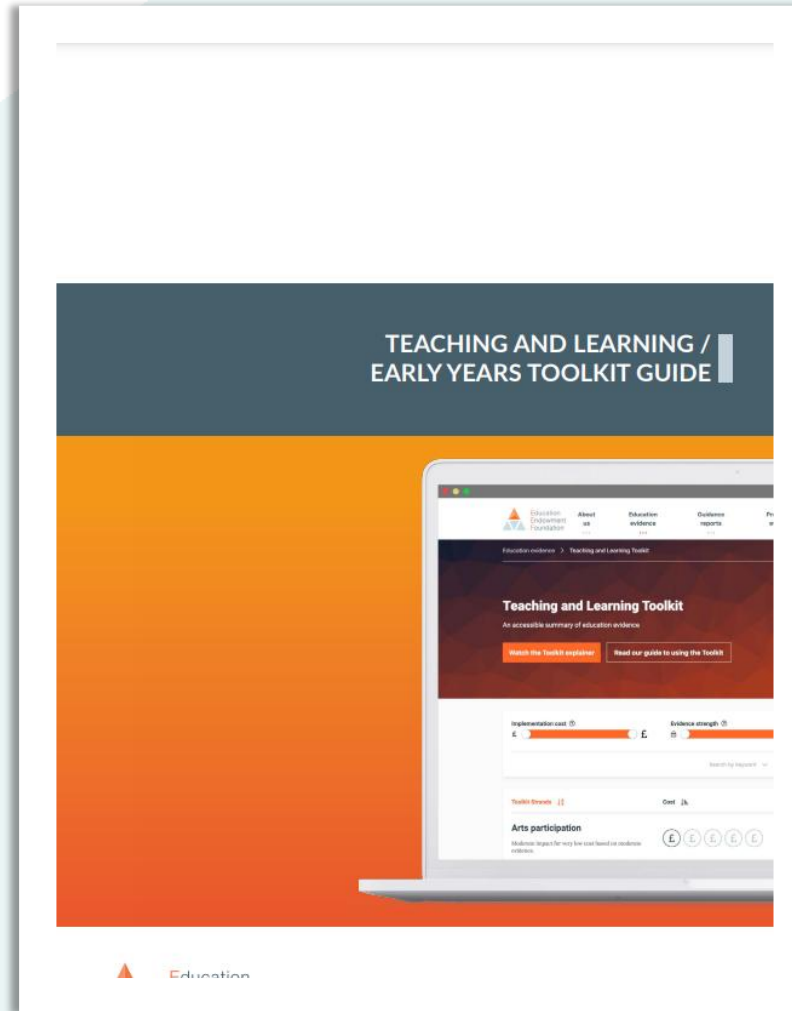 TEACHING AND LEARNING /
EARLY YEARS TOOLKIT GUIDE
Education
Endowment
Foundation
About
us
Education
evidence
Guidance
reports
Education evidence > Teaching and Learning Toolkit
Teaching and Learning Toolkit
An accessible summary of education evidence
Watch the Toolkit explainer
Read our guide to using the Toolkit
Implementation cost
£ £
Evidence strength
Search by keyword
Toolkit Strands
Cost
Arts participation
£ £ £ £ £
Moderate impact for very low cost based on moderate
evidence.
Education